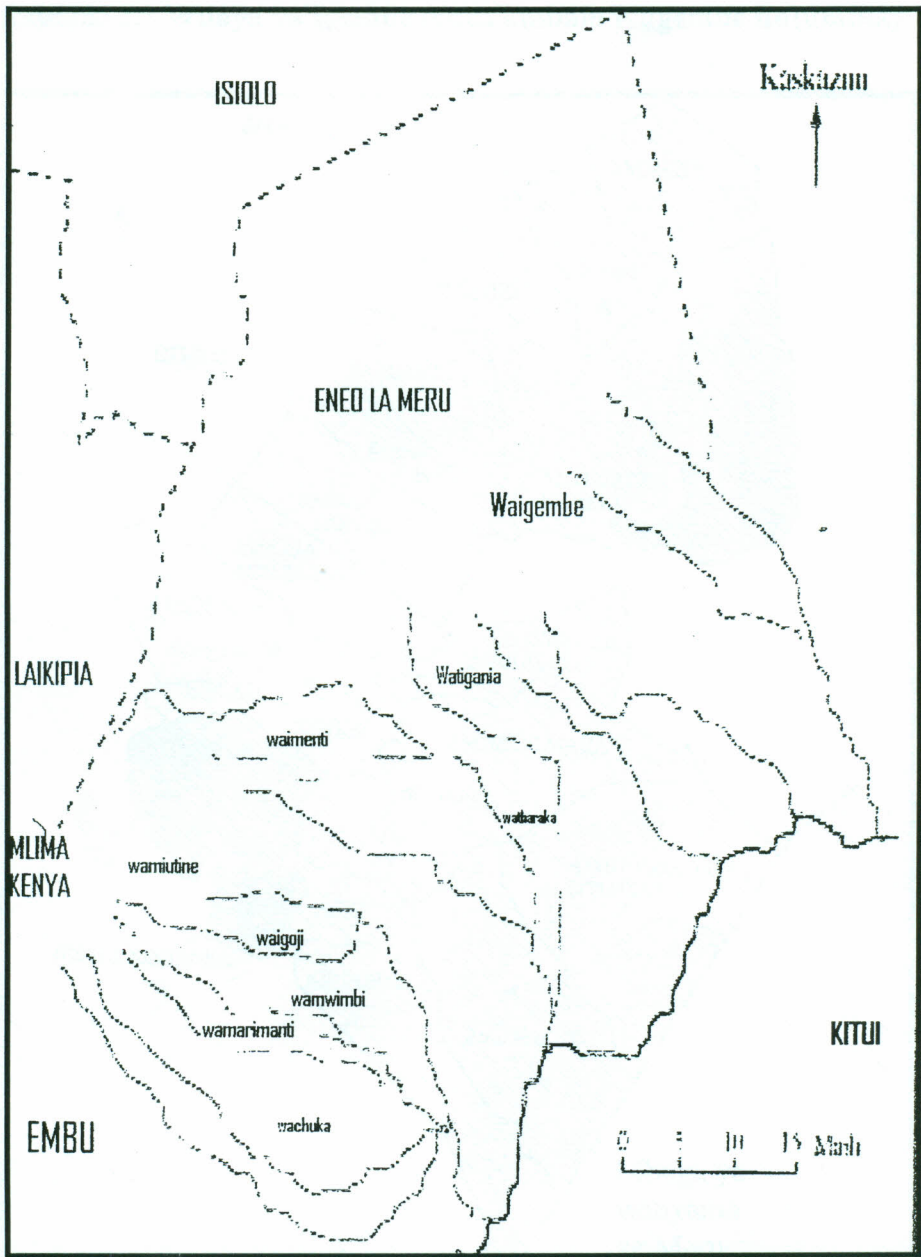 ISIOLO
Kaskazini
ENEO LA MERU
Waigembe
LAIKIPIA
Watigania
waimenti
watharaka
MLIMA
KENYA
wamiutine
waigoji
wamwimbi
wamarimanti
KITUI
EMBU
wachuka
0 5 10 15